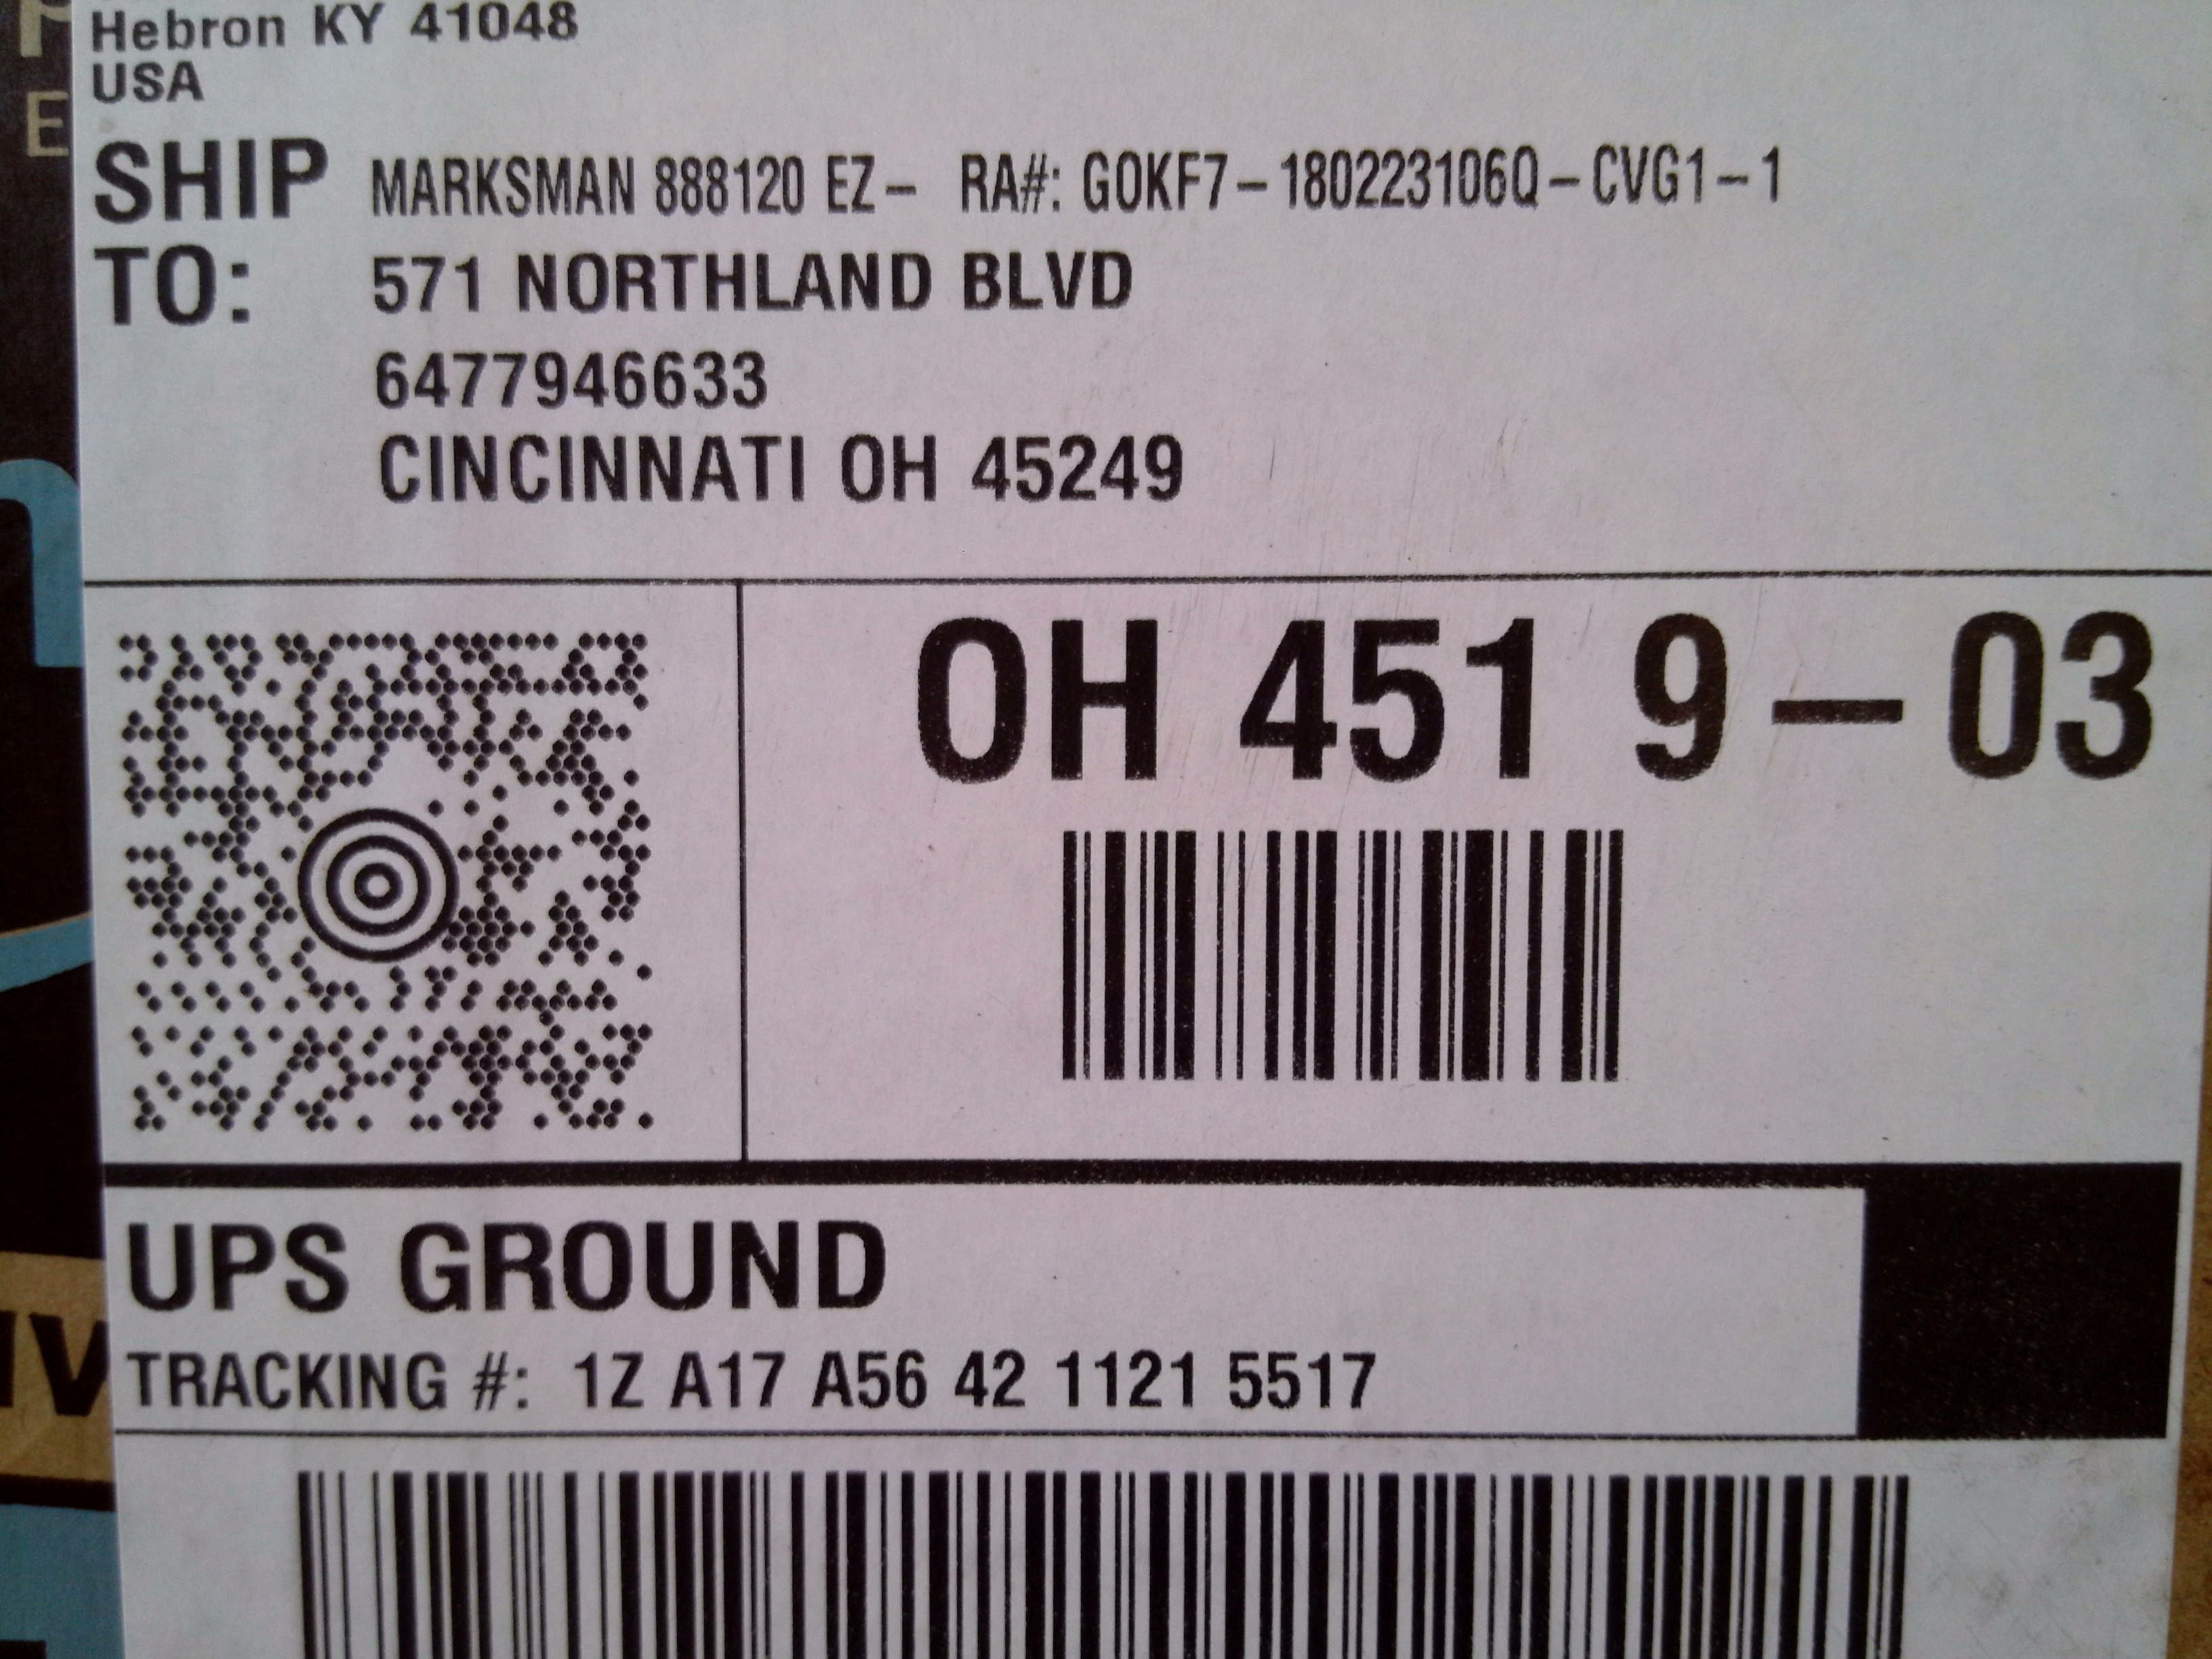 Hebron KY 41048
USA
SHIP TO: MARKSMAN 888120 EZ- RA#: G0KF7-180223106Q-CVG1-1
571 NORTHLAND BLVD
6477946633
CINCINNATI OH 45249
OH 451 9-03
UPS GROUND
TRACKING #: 1Z A17 A56 42 1121 5517